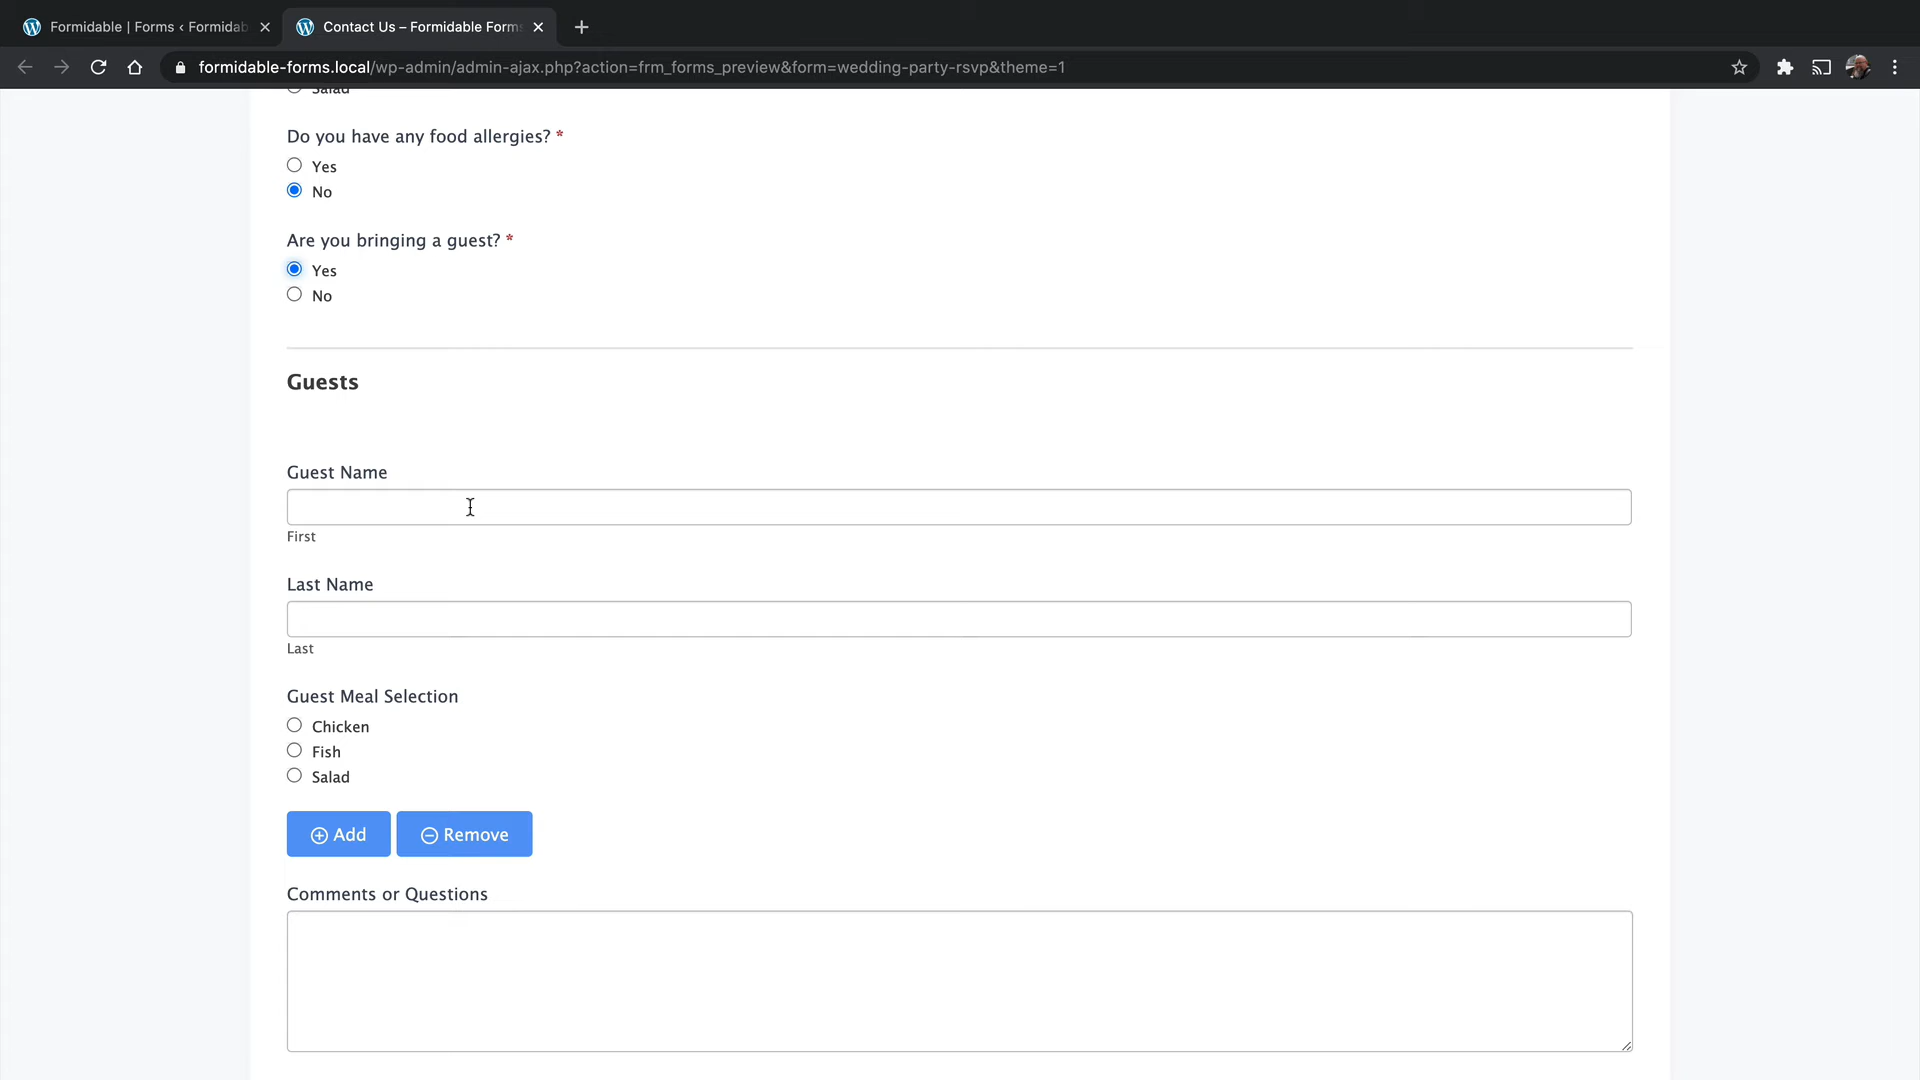 Formidable | Forms ‹ Formidab
Contact Us – Formidable Forms
formidable-forms.local/wp-admin/admin-ajax.php?action=frm_forms_preview&form=wedding-party-rsvp&theme=1
Salad
Do you have any food allergies? *
Yes
No
Are you bringing a guest? *
Yes
No
Guests
Guest Name
First
Last Name
Last
Guest Meal Selection
Chicken
Fish
Salad
Add
Remove
Comments or Questions